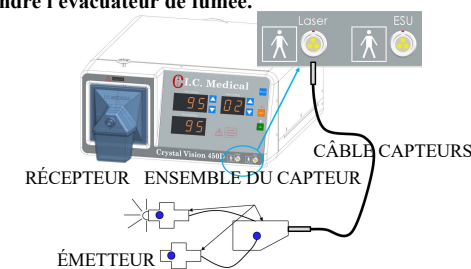 ndre l'évacuateur de fumée.
Laser ESU
C.I.C. Medical
95 02
95
Crystal Vision 450D
CÂBLE CAPTEURS
RÉCEPTEUR ENSEMBLE DU CAPTEUR
ÉMETTEUR